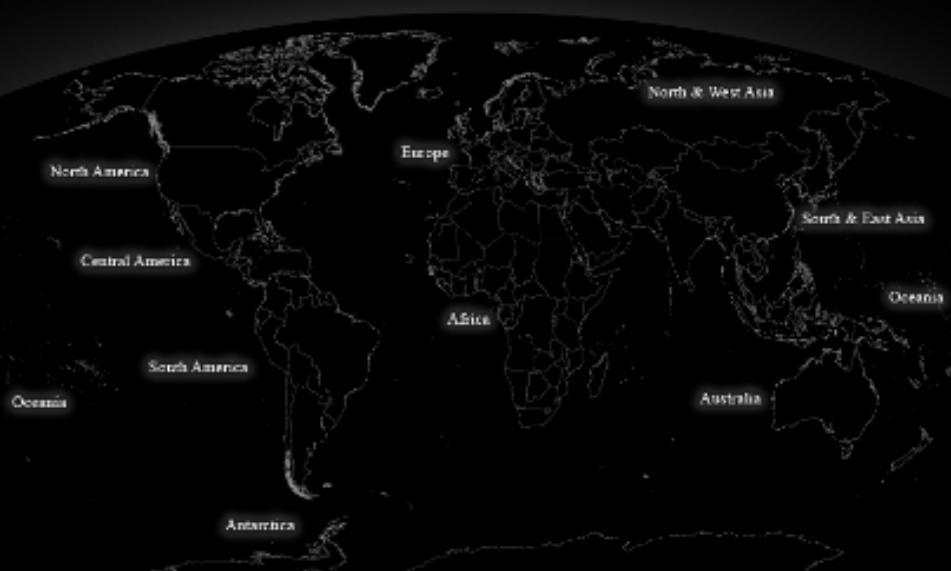 North & West Asia
Europe
North America
South & East Asia
Central America
Oceania
Africa
South America
Australia
Oceania
Antarctica